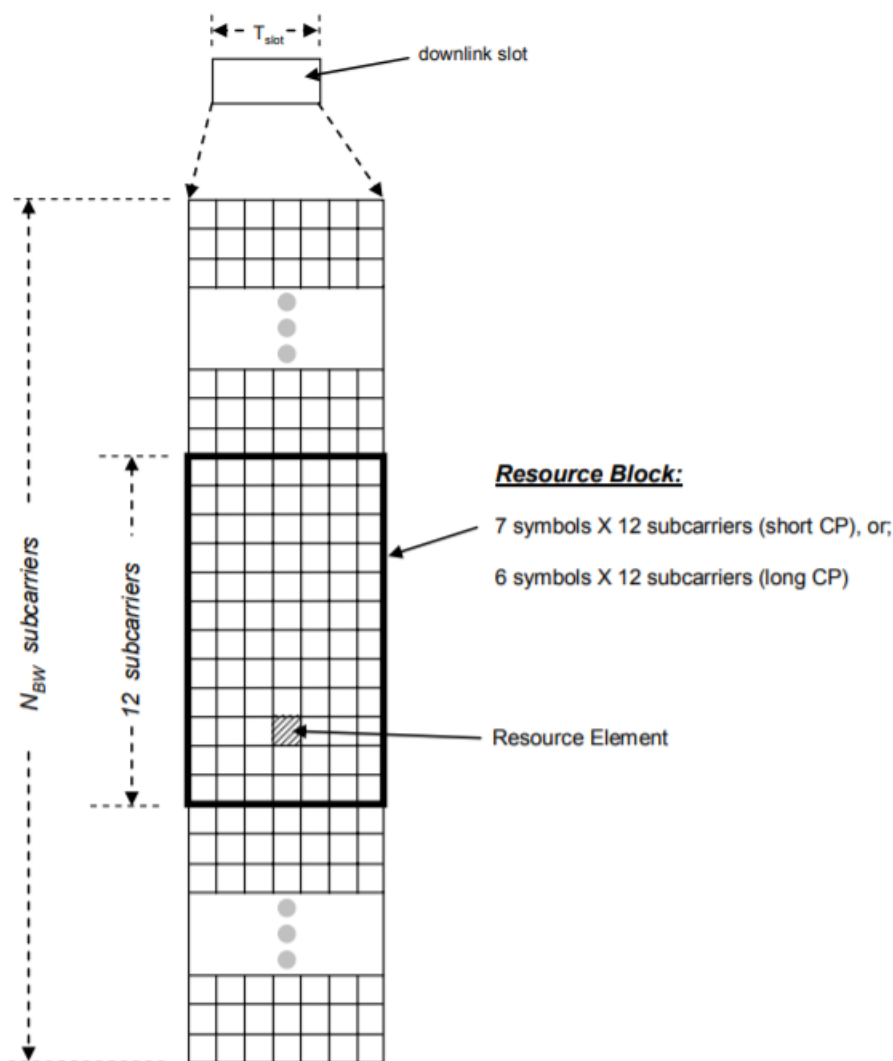 T_slot
downlink slot
N_BW subcarriers
12 subcarriers
Resource Block:
7 symbols X 12 subcarriers (short CP), or;
6 symbols X 12 subcarriers (long CP)
Resource Element